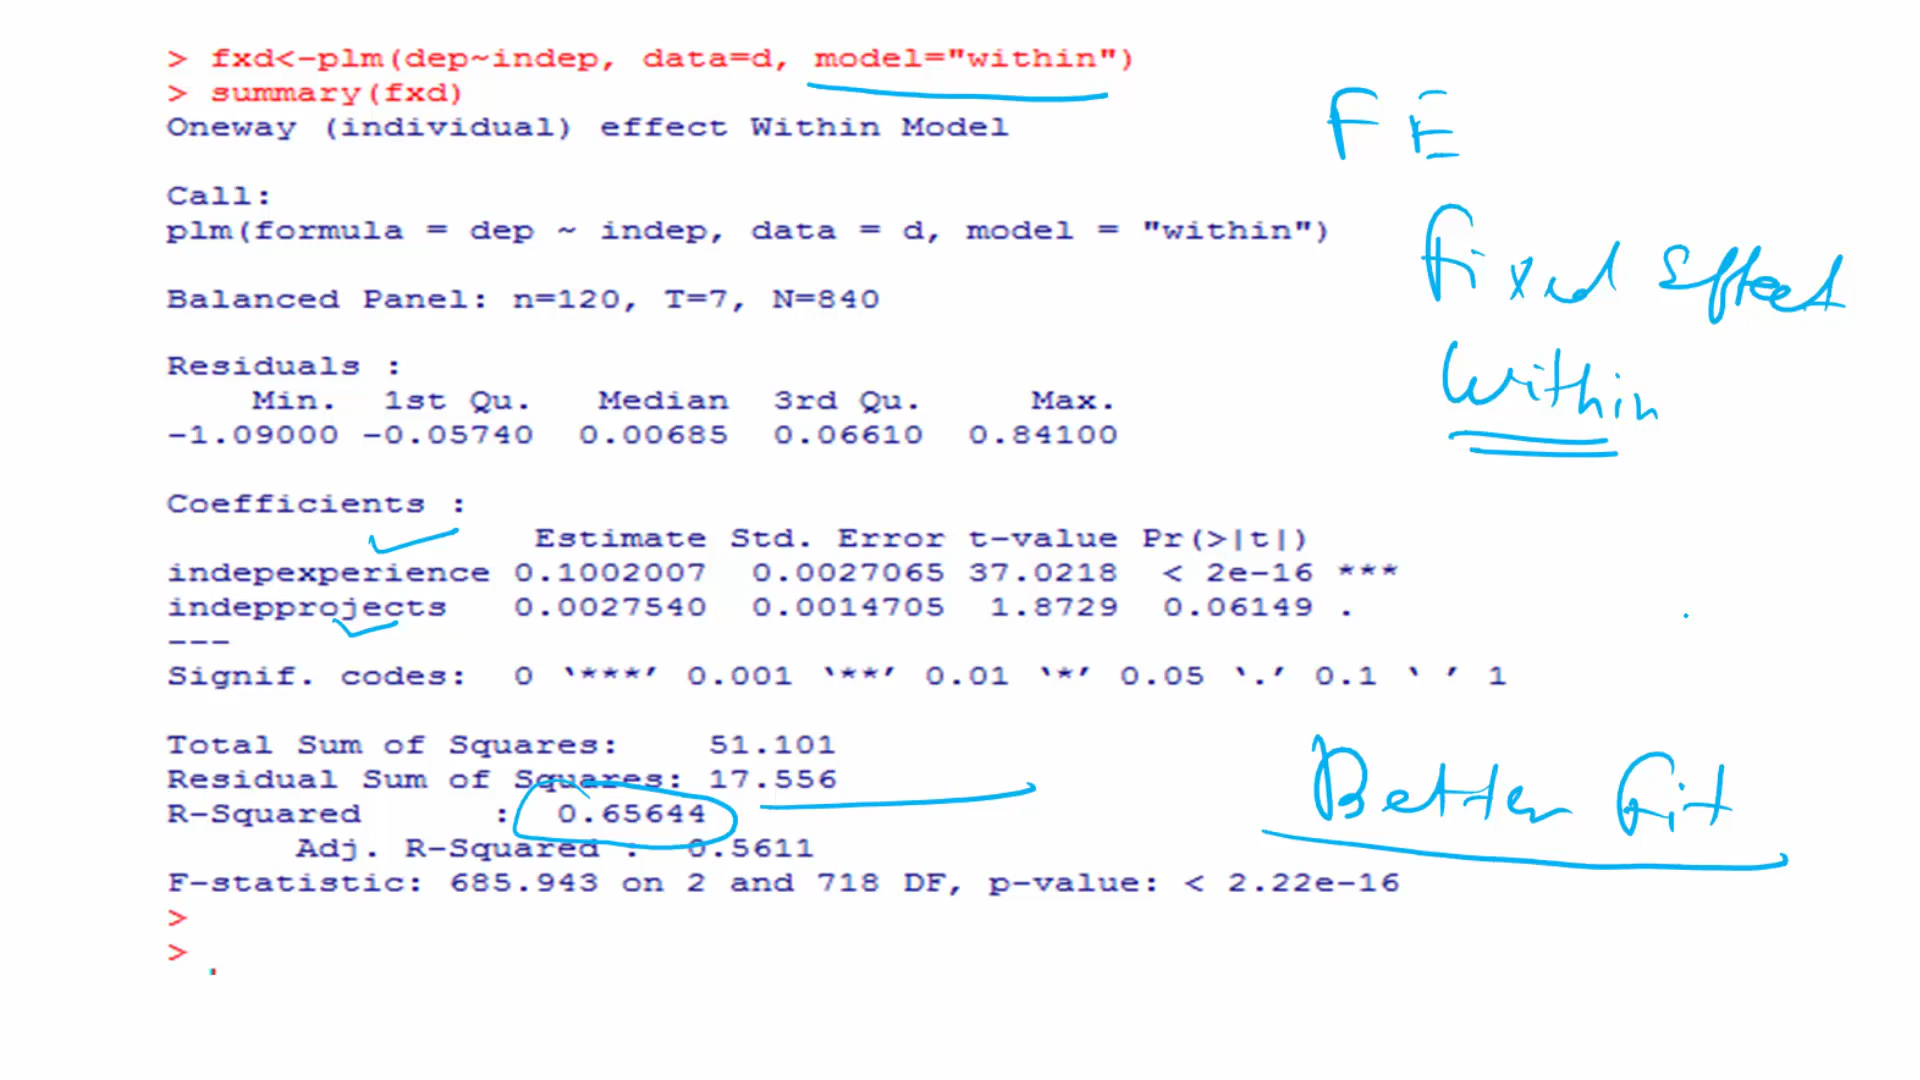 > fxd<-plm(dep~indep, data=d, model="within")
> summary(fxd)
Oneway (individual) effect Within Model
Call:
plm(formula = dep ~ indep, data = d, model = "within")
Balanced Panel: n=120, T=7, N=840
Residuals :
Min. 1st Qu. Median 3rd Qu. Max.
-1.09000 -0.05740 0.00685 0.06610 0.84100
Coefficients :
Estimate Std. Error t-value Pr(>|t|)
indepexperience 0.1002007 0.0027065 37.0218 < 2e-16 ***
indepprojects 0.0027540 0.0014705 1.8729 0.06149 .
---
Signif. codes: 0 ‘***’ 0.001 ‘**’ 0.01 ‘*’ 0.05 ‘.’ 0.1 ‘ ’ 1
Total Sum of Squares: 51.101
Residual Sum of Squares: 17.556
R-Squared : 0.65644
Adj. R-Squared : 0.5611
F-statistic: 685.943 on 2 and 718 DF, p-value: < 2.22e-16
>
>
FE
Fixed Effect
Within
Better Fit